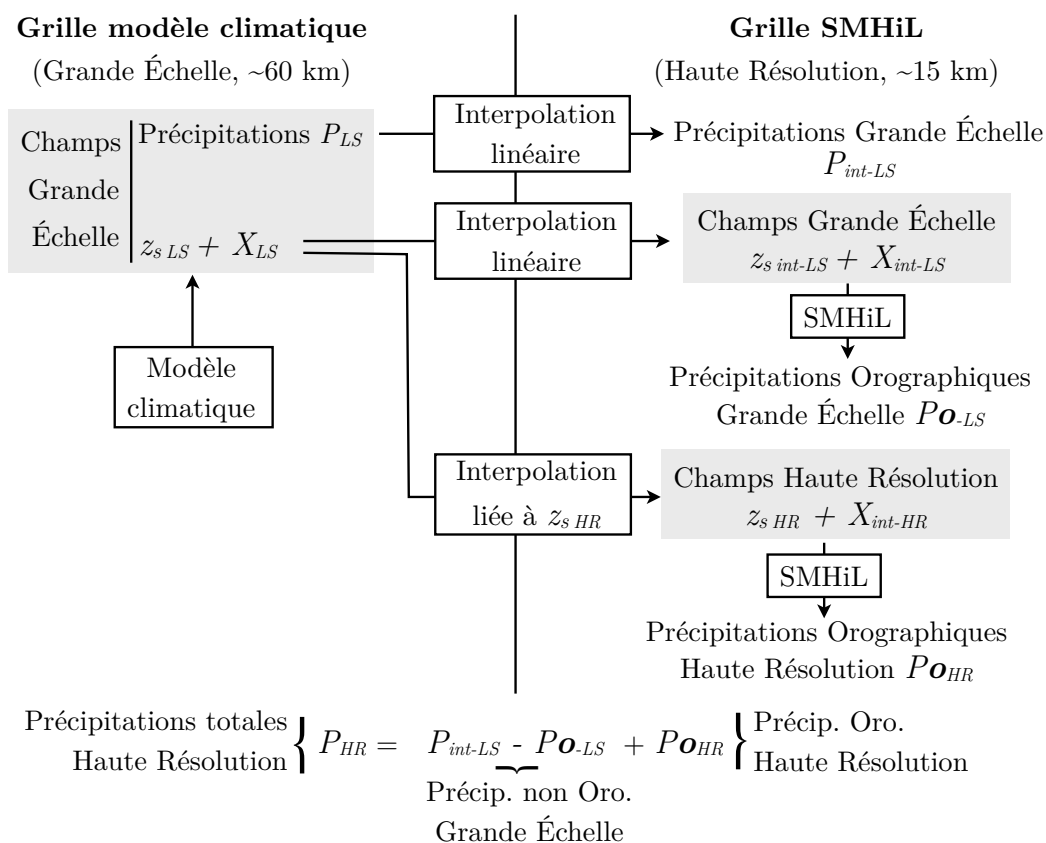 Grille modèle climatique
(Grande Échelle, ~60 km)
Grille SMHiL
(Haute Résolution, ~15 km)
Champs
Grande
Échelle
Précipitations P_LS
z_s LS + X_LS
Modèle
climatique
Interpolation
linéaire
Précipitations Grande Échelle
P_int-LS
Interpolation
linéaire
Champs Grande Échelle
z_s int-LS + X_int-LS
SMHiL
Précipitations Orographiques
Grande Échelle Po_-LS
Interpolation
liée à z_s HR
Champs Haute Résolution
z_s HR + X_int-HR
SMHiL
Précipitations Orographiques
Haute Résolution Po_HR
Précipitations totales
Haute Résolution
P_HR = P_int-LS - Po_-LS + Po_HR
Précip. Oro.
Haute Résolution
Précip. non Oro.
Grande Échelle